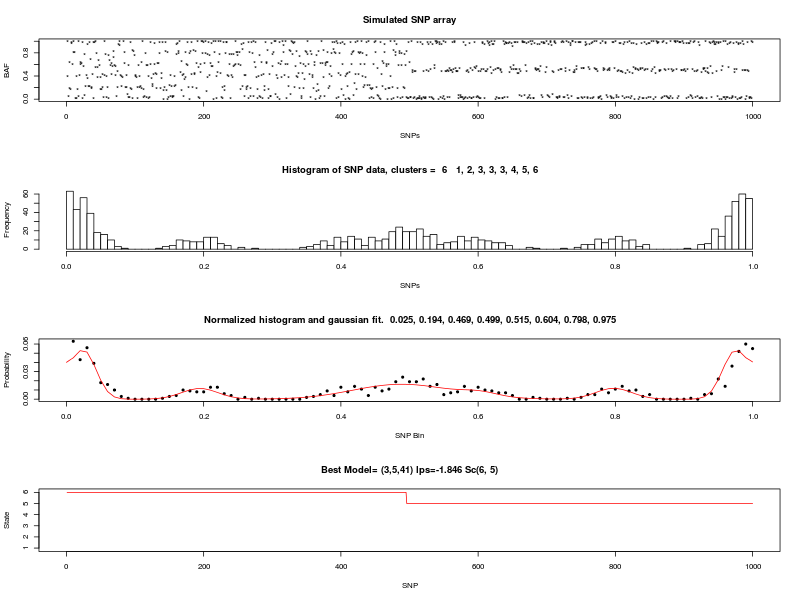 Simulated SNP array
BAF
0.0 0.4 0.8
0 200 400 600 800 1000
SNPs
Histogram of SNP data, clusters = 6 1, 2, 3, 3, 3, 4, 5, 6
Frequency
0 20 40 60
0.0 0.2 0.4 0.6 0.8 1.0
SNPs
Normalized histogram and gaussian fit. 0.025, 0.194, 0.469, 0.499, 0.515, 0.604, 0.798, 0.975
Probability
0.00 0.03 0.06
0.0 0.2 0.4 0.6 0.8 1.0
SNP Bin
Best Model= (3,5,41) lps=-1.846 Sc(6, 5)
State
1 2 3 4 5 6
0 200 400 600 800 1000
SNP